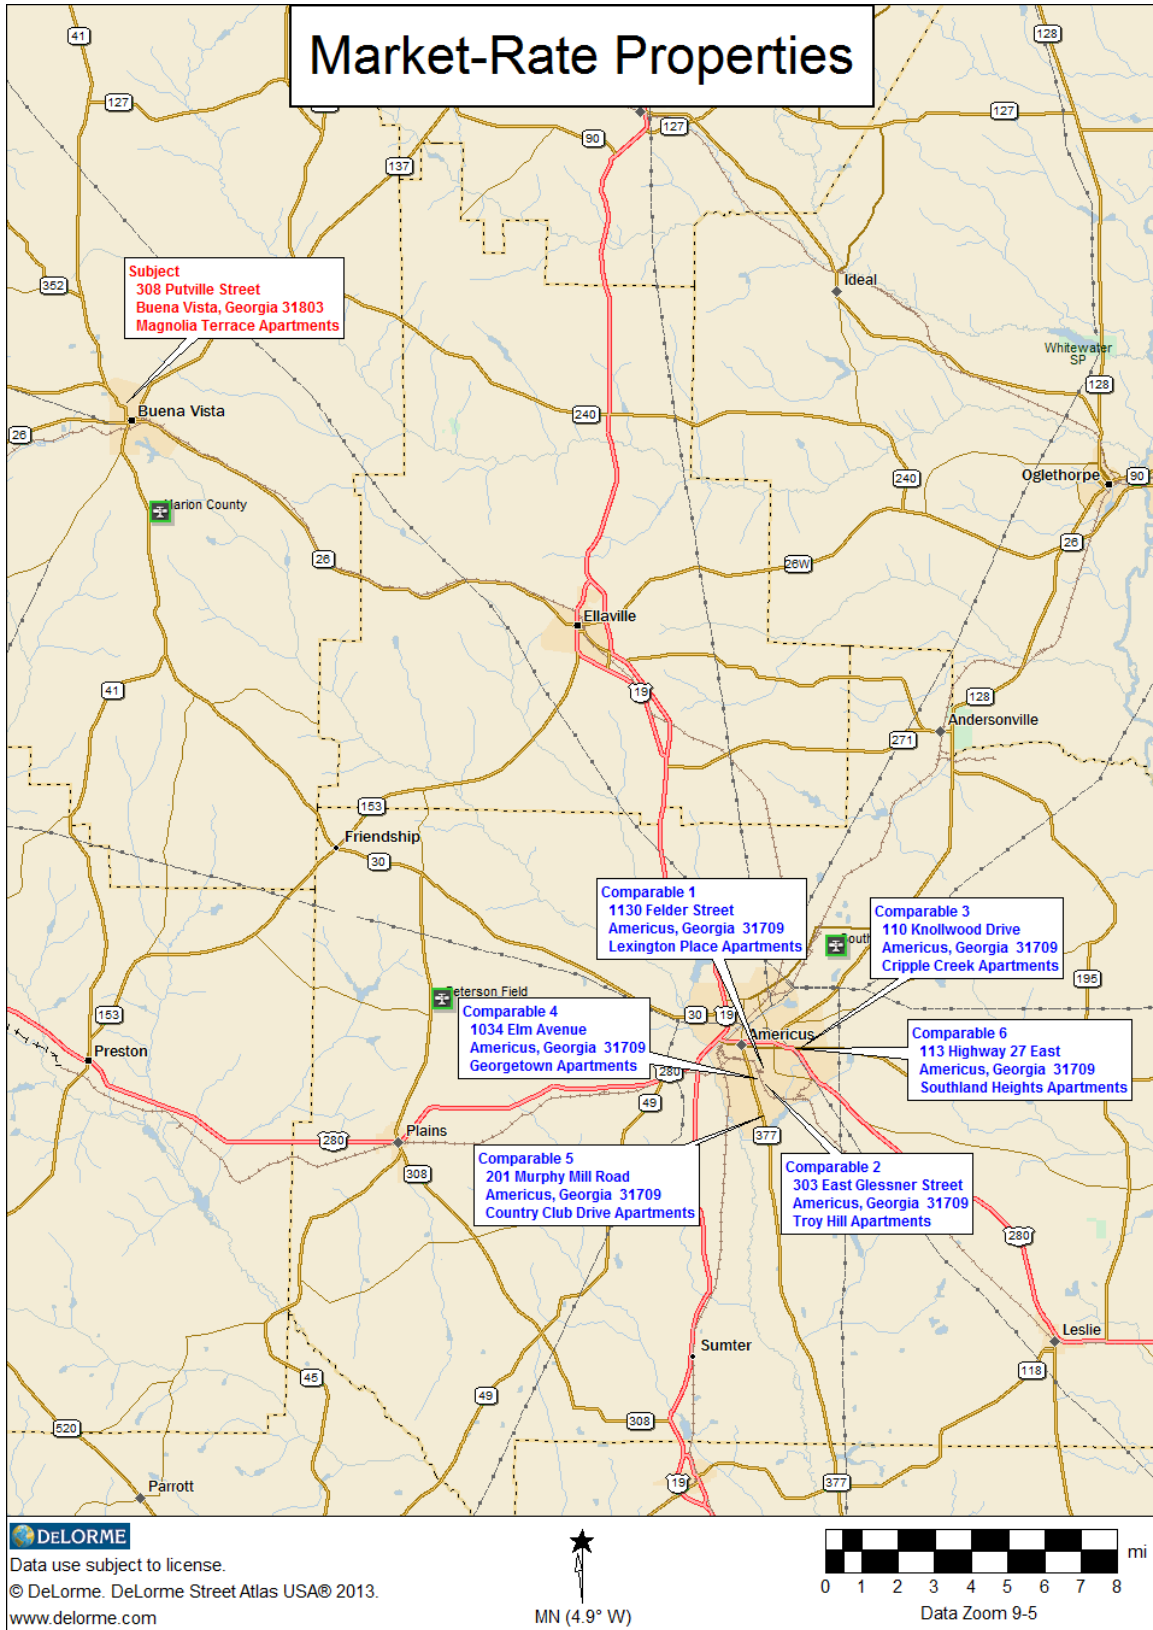 Market-Rate Properties
41
128
127
127
127
90
137
352
Subject
308 Putville Street
Buena Vista, Georgia 31803
Magnolia Terrace Apartments
Ideal
Whitewater
SP
128
Buena Vista
240
26
Oglethorpe
90
240
Marion County
26
26
26W
Ellaville
41
19
128
Andersonville
271
153
Friendship
30
Comparable 1
1130 Felder Street
Americus, Georgia 31709
Lexington Place Apartments
Comparable 3
110 Knollwood Drive
Americus, Georgia 31709
Cripple Creek Apartments
195
Peterson Field
153
Comparable 4
1034 Elm Avenue
Americus, Georgia 31709
Georgetown Apartments
30
19
Americus
Comparable 6
113 Highway 27 East
Americus, Georgia 31709
Southland Heights Apartments
Preston
280
49
Plains
280
377
308
Comparable 5
201 Murphy Mill Road
Americus, Georgia 31709
Country Club Drive Apartments
Comparable 2
303 East Glessner Street
Americus, Georgia 31709
Troy Hill Apartments
280
Leslie
Sumter
118
45
49
308
520
19
377
Parrott
DELORME
Data use subject to license.
© DeLorme. DeLorme Street Atlas USA® 2013.
www.delorme.com
MN (4.9° W)
mi
0 1 2 3 4 5 6 7 8
Data Zoom 9-5